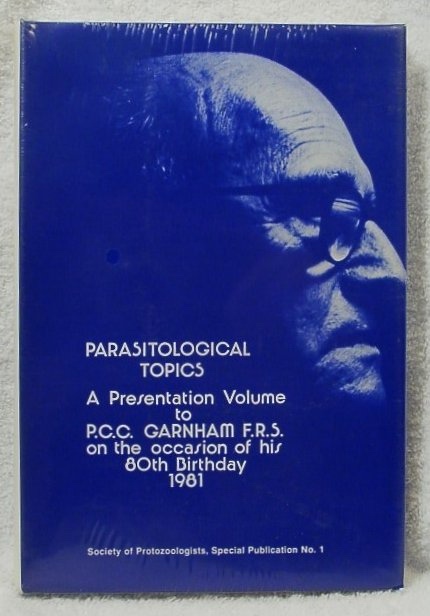 PARASITOLOGICAL
TOPICS
A Presentation Volume
to
P.C.C. GARNHAM F.R.S.
on the occasion of his
80th Birthday
1981
Society of Protozoologists, Special Publication No. 1